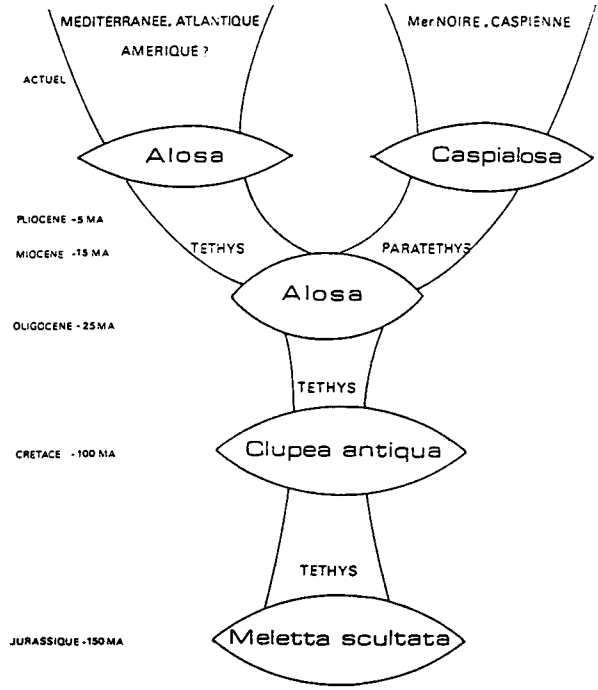 MEDITERRANEE. ATLANTIQUE
AMERIQUE ?
Mer NOIRE . CASPIENNE
ACTUEL
Alosa
Caspialosa
PLIOCENE -5 MA
MIOCENE -15 MA
TETHYS
PARATETHYS
Alosa
OLIGOCENE -25 MA
TETHYS
Clupea antiqua
CRETACE -100 MA
TETHYS
Meletta scultata
JURASSIQUE -150 MA